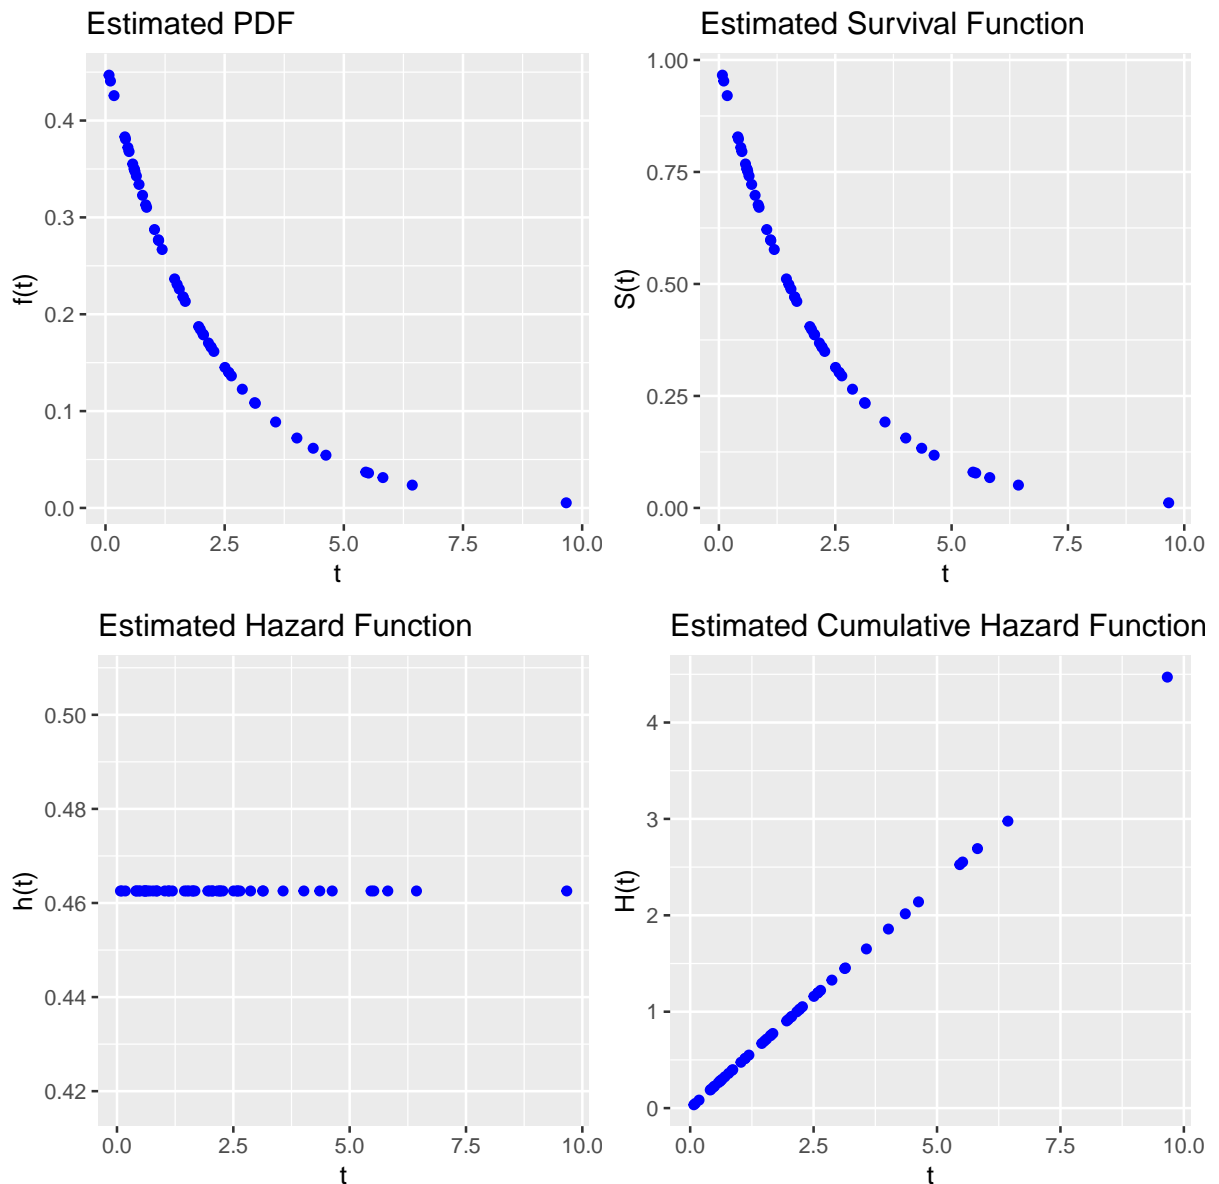 Estimated PDF
f(t)
0.4
0.3
0.2
0.1
0.0
0.0 2.5 5.0 7.5 10.0
t
Estimated Survival Function
S(t)
1.00
0.75
0.50
0.25
0.00
0.0 2.5 5.0 7.5 10.0
t
Estimated Hazard Function
h(t)
0.50
0.48
0.46
0.44
0.42
0.0 2.5 5.0 7.5 10.0
t
Estimated Cumulative Hazard Function
H(t)
4
3
2
1
0
0.0 2.5 5.0 7.5 10.0
t